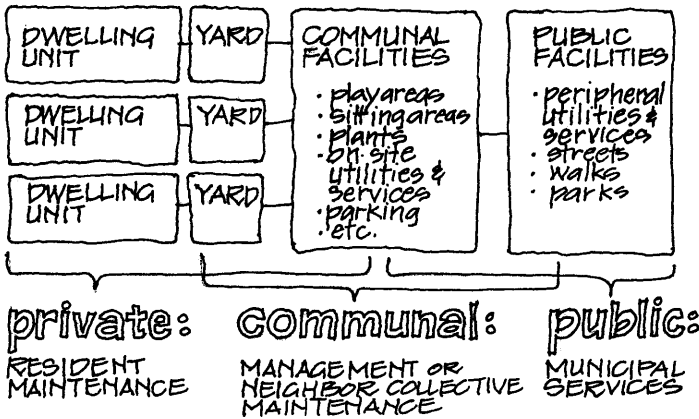 DWELLING
UNIT
YARD
DWELLING
UNIT
YARD
DWELLING
UNIT
YARD
COMMUNAL
FACILITIES
· play areas
· sitting areas
· plants
· on site
utilities &
services
· parking
· etc.
PUBLIC
FACILITIES
· peripheral
utilities &
services
· streets
· walks
· parks
private:
RESIDENT
MAINTENANCE
communal:
MANAGEMENT OR
NEIGHBOR COLLECTIVE
MAINTENANCE
public:
MUNICIPAL
SERVICES